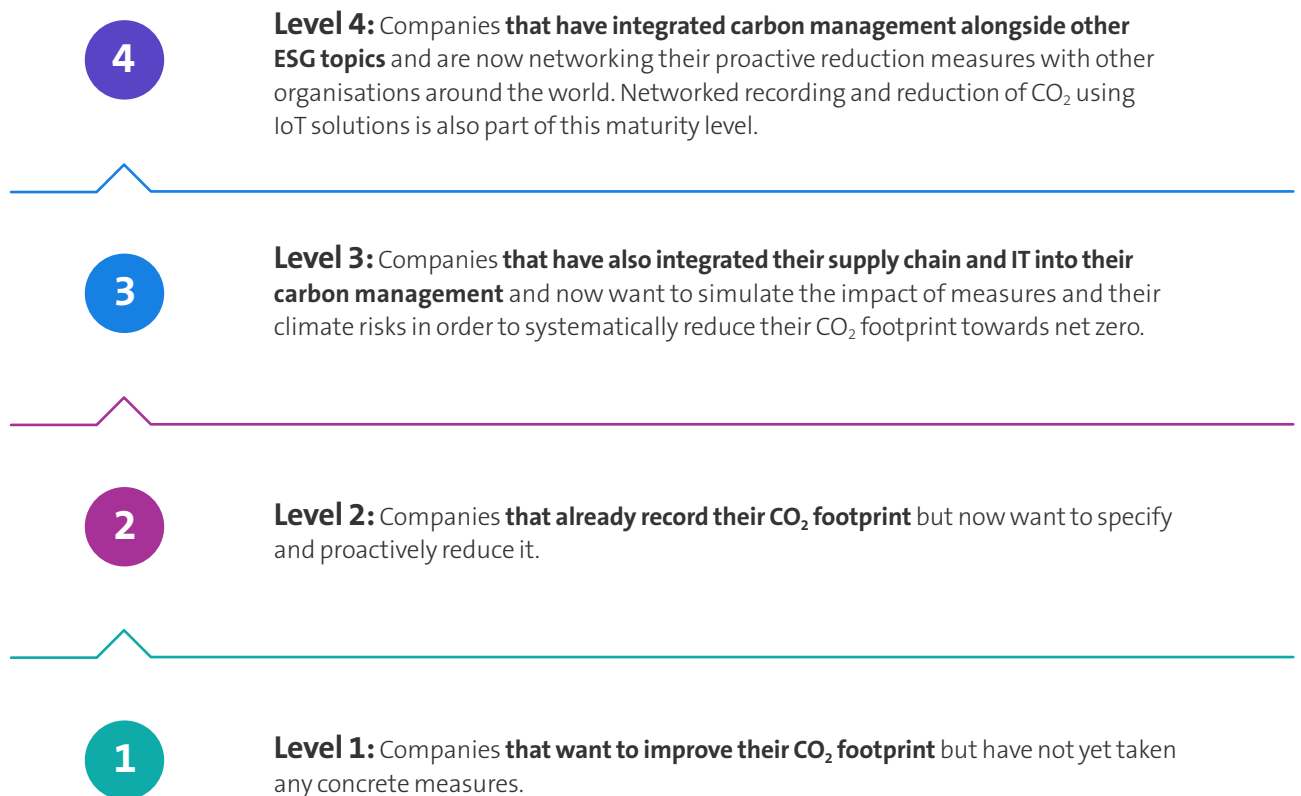 4
Level 4: Companies that have integrated carbon management alongside other
ESG topics and are now networking their proactive reduction measures with other
organisations around the world. Networked recording and reduction of CO₂ using
IoT solutions is also part of this maturity level.
3
Level 3: Companies that have also integrated their supply chain and IT into their
carbon management and now want to simulate the impact of measures and their
climate risks in order to systematically reduce their CO₂ footprint towards net zero.
2
Level 2: Companies that already record their CO₂ footprint but now want to specify
and proactively reduce it.
1
Level 1: Companies that want to improve their CO₂ footprint but have not yet taken
any concrete measures.